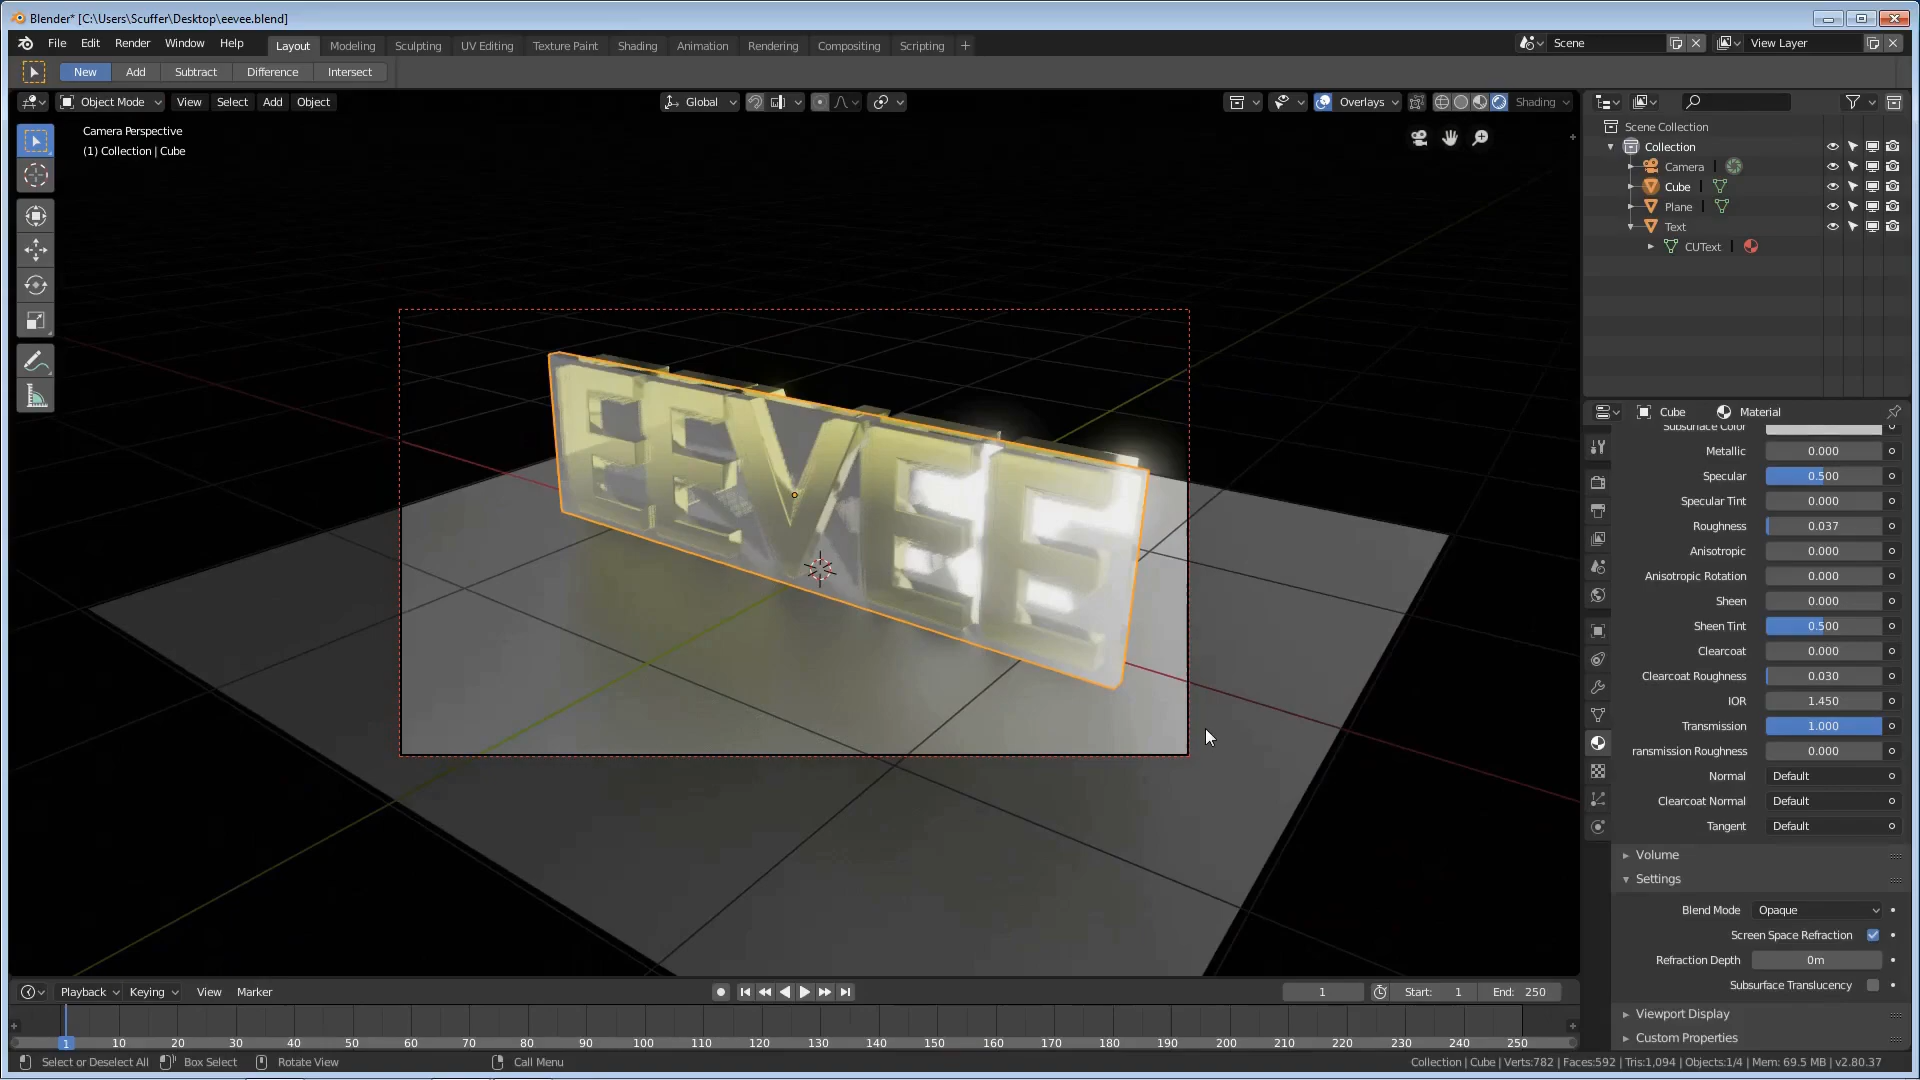 Blender* [C:\Users\Scuffer\Desktop\eevee.blend]
File Edit Render Window Help Layout Modeling Sculpting UV Editing Texture Paint Shading Animation Rendering Compositing Scripting + Scene View Layer
New Add Subtract Difference Intersect
Object Mode View Select Add Object Global Overlays Shading
Camera Perspective
(1) Collection | Cube
Scene Collection
Collection
Camera
Cube
Plane
Text
CUText
EEVEE
Cube Material
Subsurface Color
Metallic 0.000
Specular 0.500
Specular Tint 0.000
Roughness 0.037
Anisotropic 0.000
Anisotropic Rotation 0.000
Sheen 0.000
Sheen Tint 0.500
Clearcoat 0.000
Clearcoat Roughness 0.030
IOR 1.450
Transmission 1.000
ransmission Roughness 0.000
Normal Default
Clearcoat Normal Default
Tangent Default
Volume
Settings
Blend Mode Opaque
Screen Space Refraction
Refraction Depth 0m
Subsurface Translucency
Viewport Display
Custom Properties
Playback Keying View Marker 1 Start: 1 End: 250
1 10 20 30 40 50 60 70 80 90 100 110 120 130 140 150 160 170 180 190 200 210 220 230 240 250
Select or Deselect All Box Select Rotate View Call Menu Collection | Cube | Verts:782 | Faces:592 | Tris:1,094 | Objects:1/4 | Mem: 69.5 MB | v2.80.37